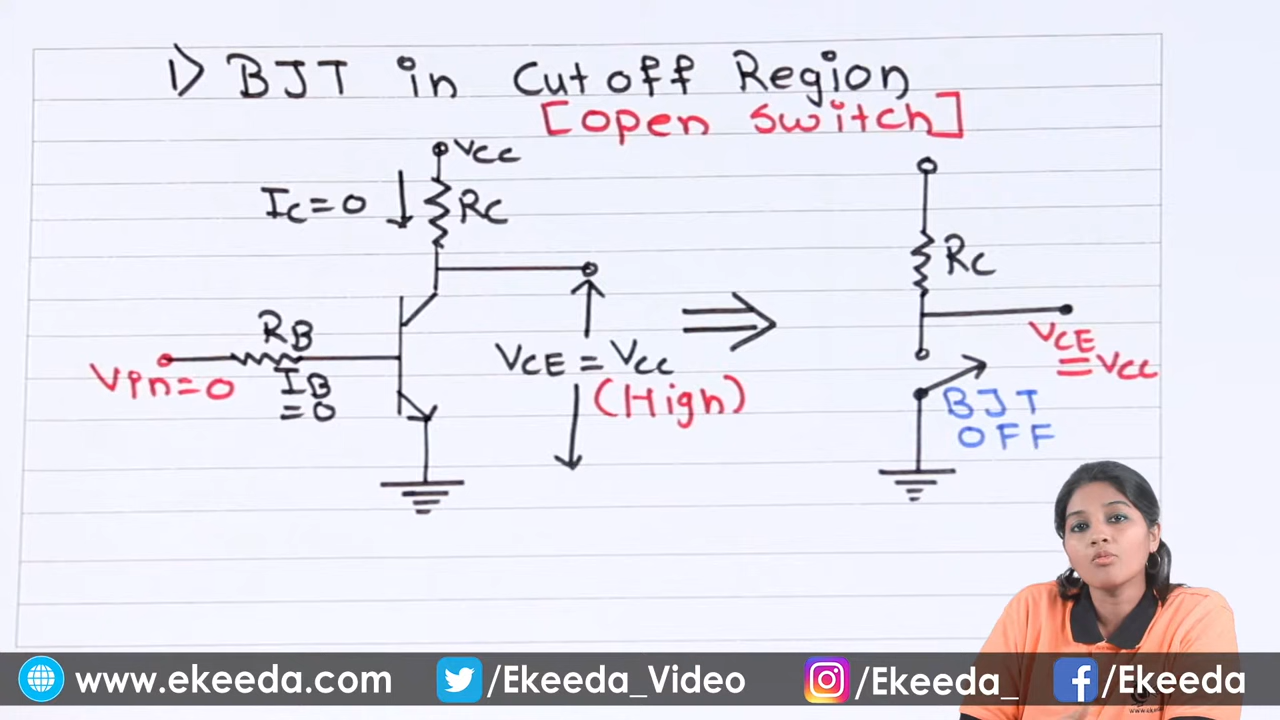 1) BJT in Cutoff Region
[open switch]
VCC
IC=0
RC
RB
Vpn=0
IB
=0
VCE = VCC
(High)
RC
VCE
=VCC
BJT
OFF
www.ekeeda.com
/Ekeeda_Video
/Ekeeda_
/Ekeeda